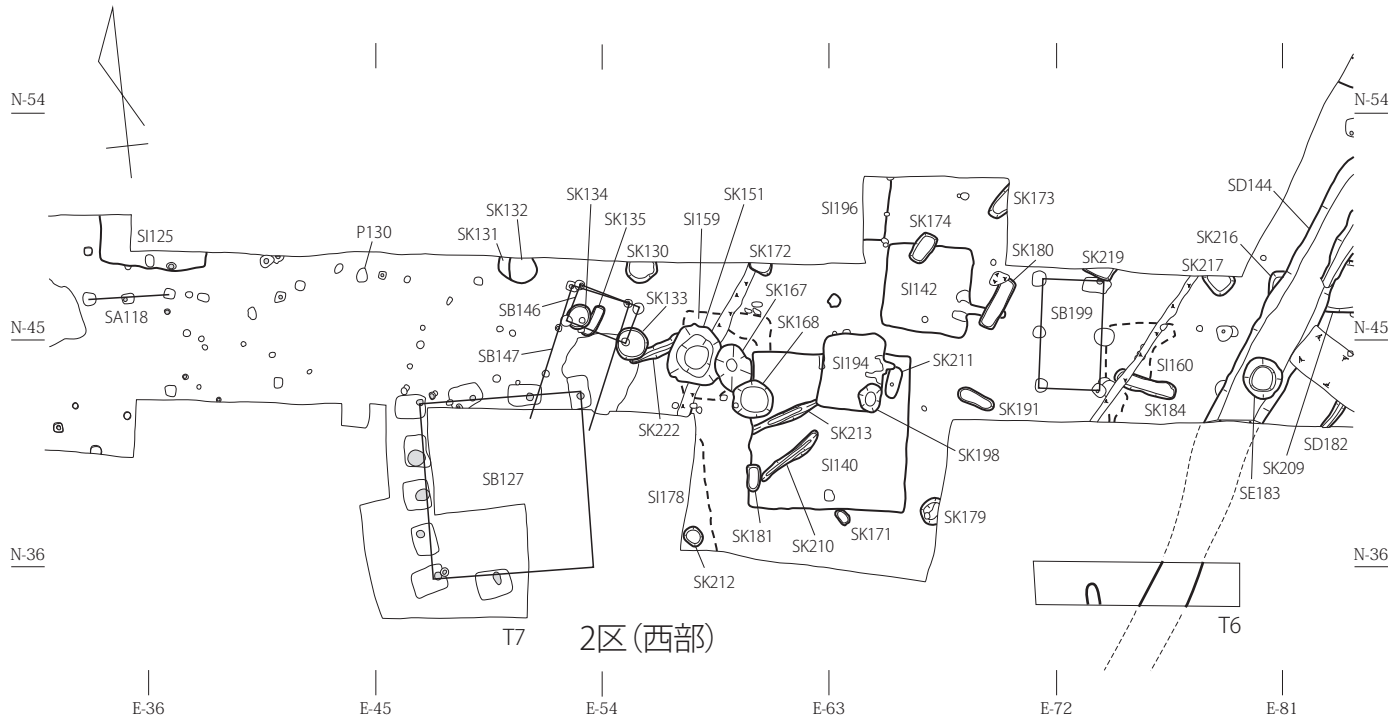 N-54
N-54
SK134
SK151
SD144
SK132
SK135
SI159
SK173
SK131
SI196
SK174
SK216
SI125
P130
SK130
SK172
SK180
SK219
SK217
SK167
SI142
SB146
SK133
SB199
SA118
SK168
N-45
N-45
SI160
SB147
SI194
SK211
SK184
SK191
SK222
SK213
SD182
SK198
SI140
SK209
SB127
SE183
SI178
SK179
SK181
SK171
SK210
N-36
N-36
SK212
T7
2区（西部）
T6
E-36
E-45
E-54
E-63
E-72
E-81